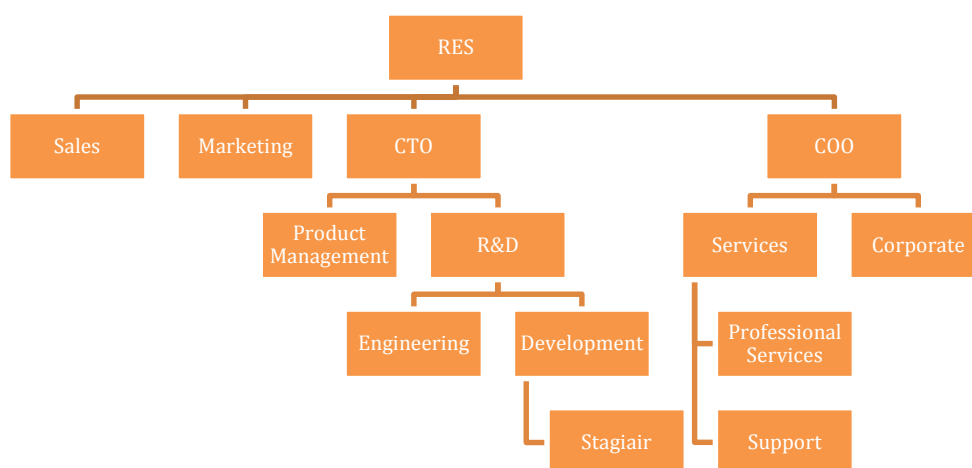 RES
Sales
Marketing
CTO
COO
Product
Management
R&D
Services
Corporate
Engineering
Development
Professional
Services
Stagiair
Support